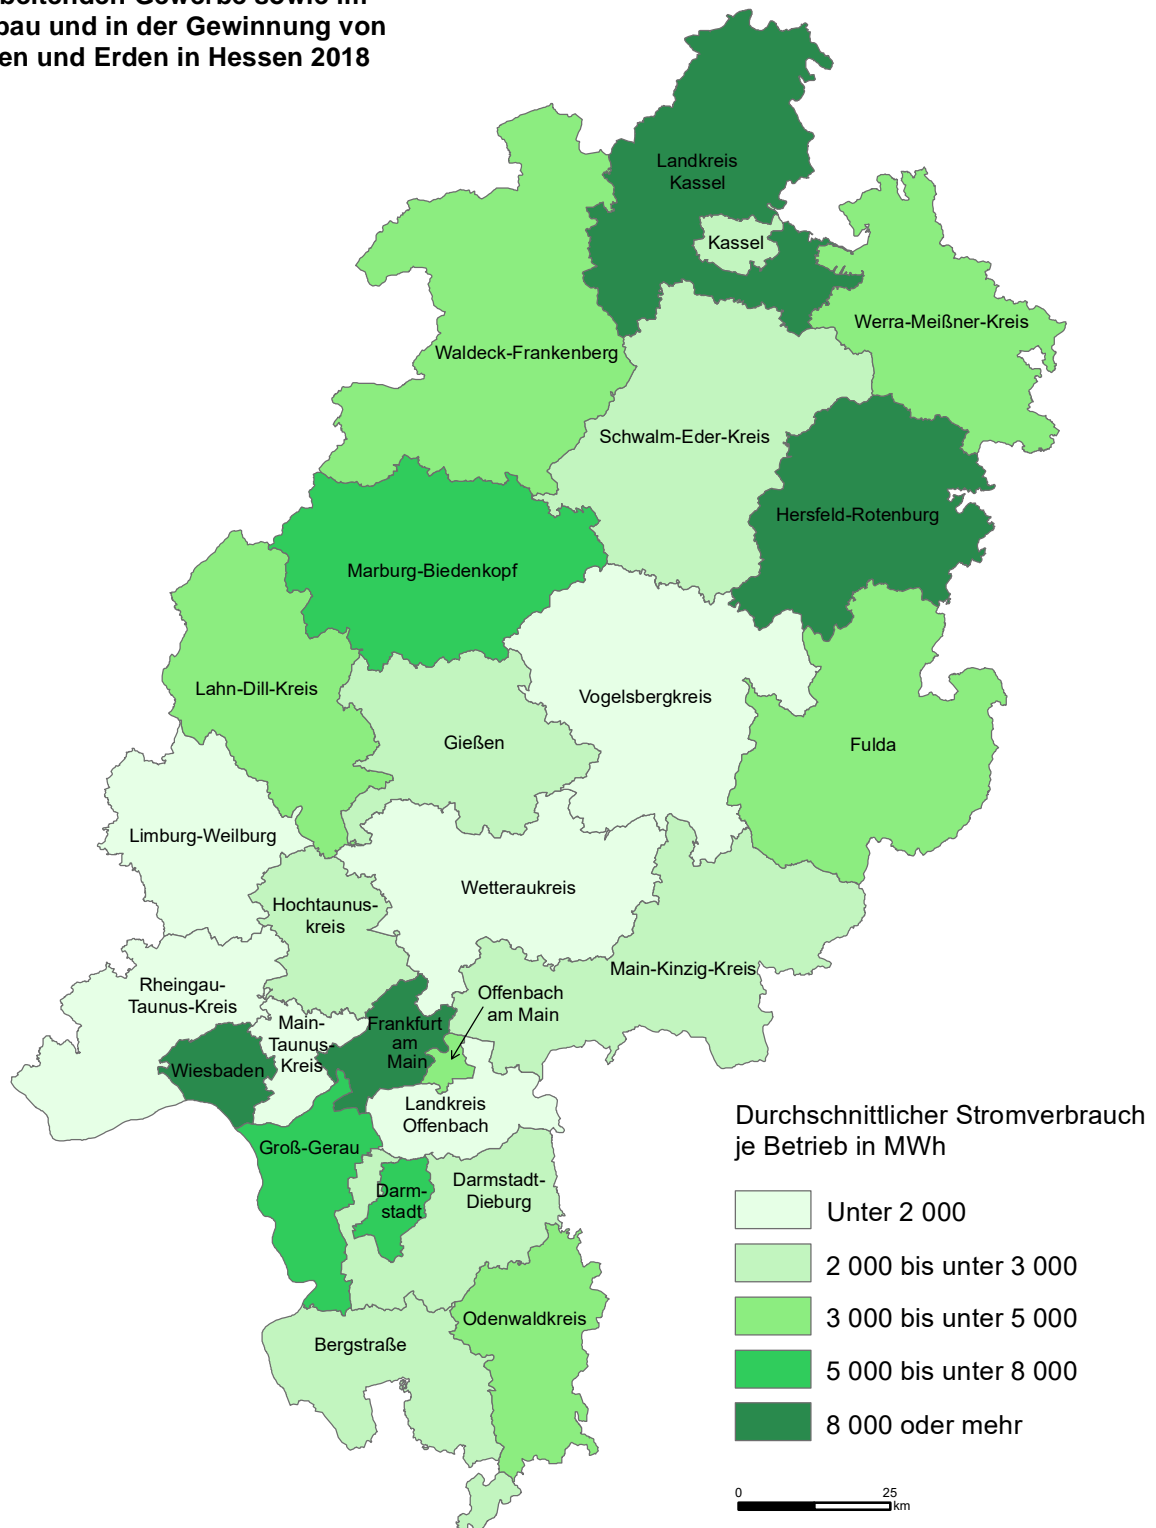 beitenden Gewerbe sowie im
bau und in der Gewinnung von
en und Erden in Hessen 2018
Landkreis
Kassel
Kassel
Werra-Meißner-Kreis
Waldeck-Frankenberg
Schwalm-Eder-Kreis
Hersfeld-Rotenburg
Marburg-Biedenkopf
Lahn-Dill-Kreis
Vogelsbergkreis
Gießen
Fulda
Limburg-Weilburg
Wetteraukreis
Hochtaunus-
kreis
Main-Kinzig-Kreis
Rheingau-
Taunus-Kreis
Offenbach
am Main
Main-
Taunus-
Kreis
Frankfurt
am
Main
Wiesbaden
Landkreis
Offenbach
Groß-Gerau
Darm-
stadt
Darmstadt-
Dieburg
Odenwaldkreis
Bergstraße
Durchschnittlicher Stromverbrauch
je Betrieb in MWh
Unter 2 000
2 000 bis unter 3 000
3 000 bis unter 5 000
5 000 bis unter 8 000
8 000 oder mehr
0 25
km